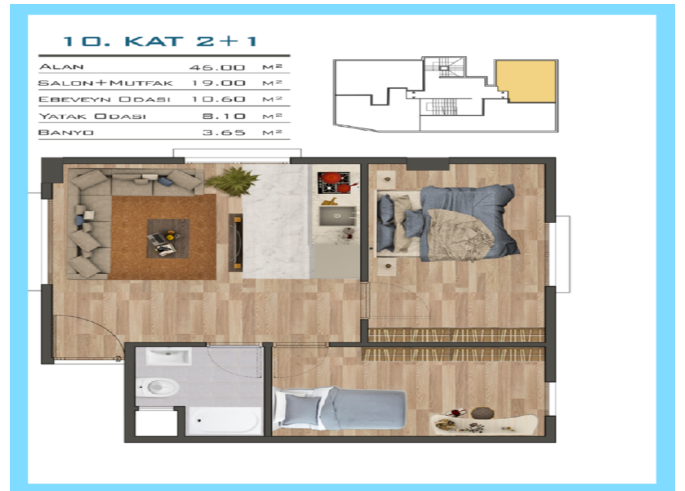 10. KAT 2+1
ALAN 46.00 M²
SALON+MUTFAK 19.00 M²
EBEVEYN ODASI 10.60 M²
YATAK ODASI 8.10 M²
BANYO 3.65 M²